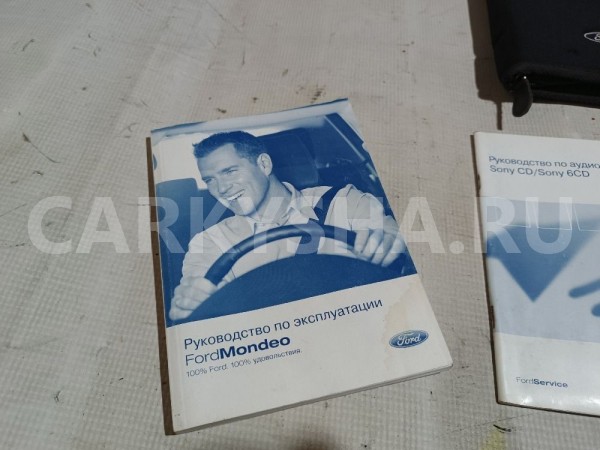 Руководство по эксплуатации
FordMondeo
100% Ford. 100% удовольствия.
Ford
Руководство по аудио
Sony CD/Sony 6CD
FordService
CARKYSHA.RU